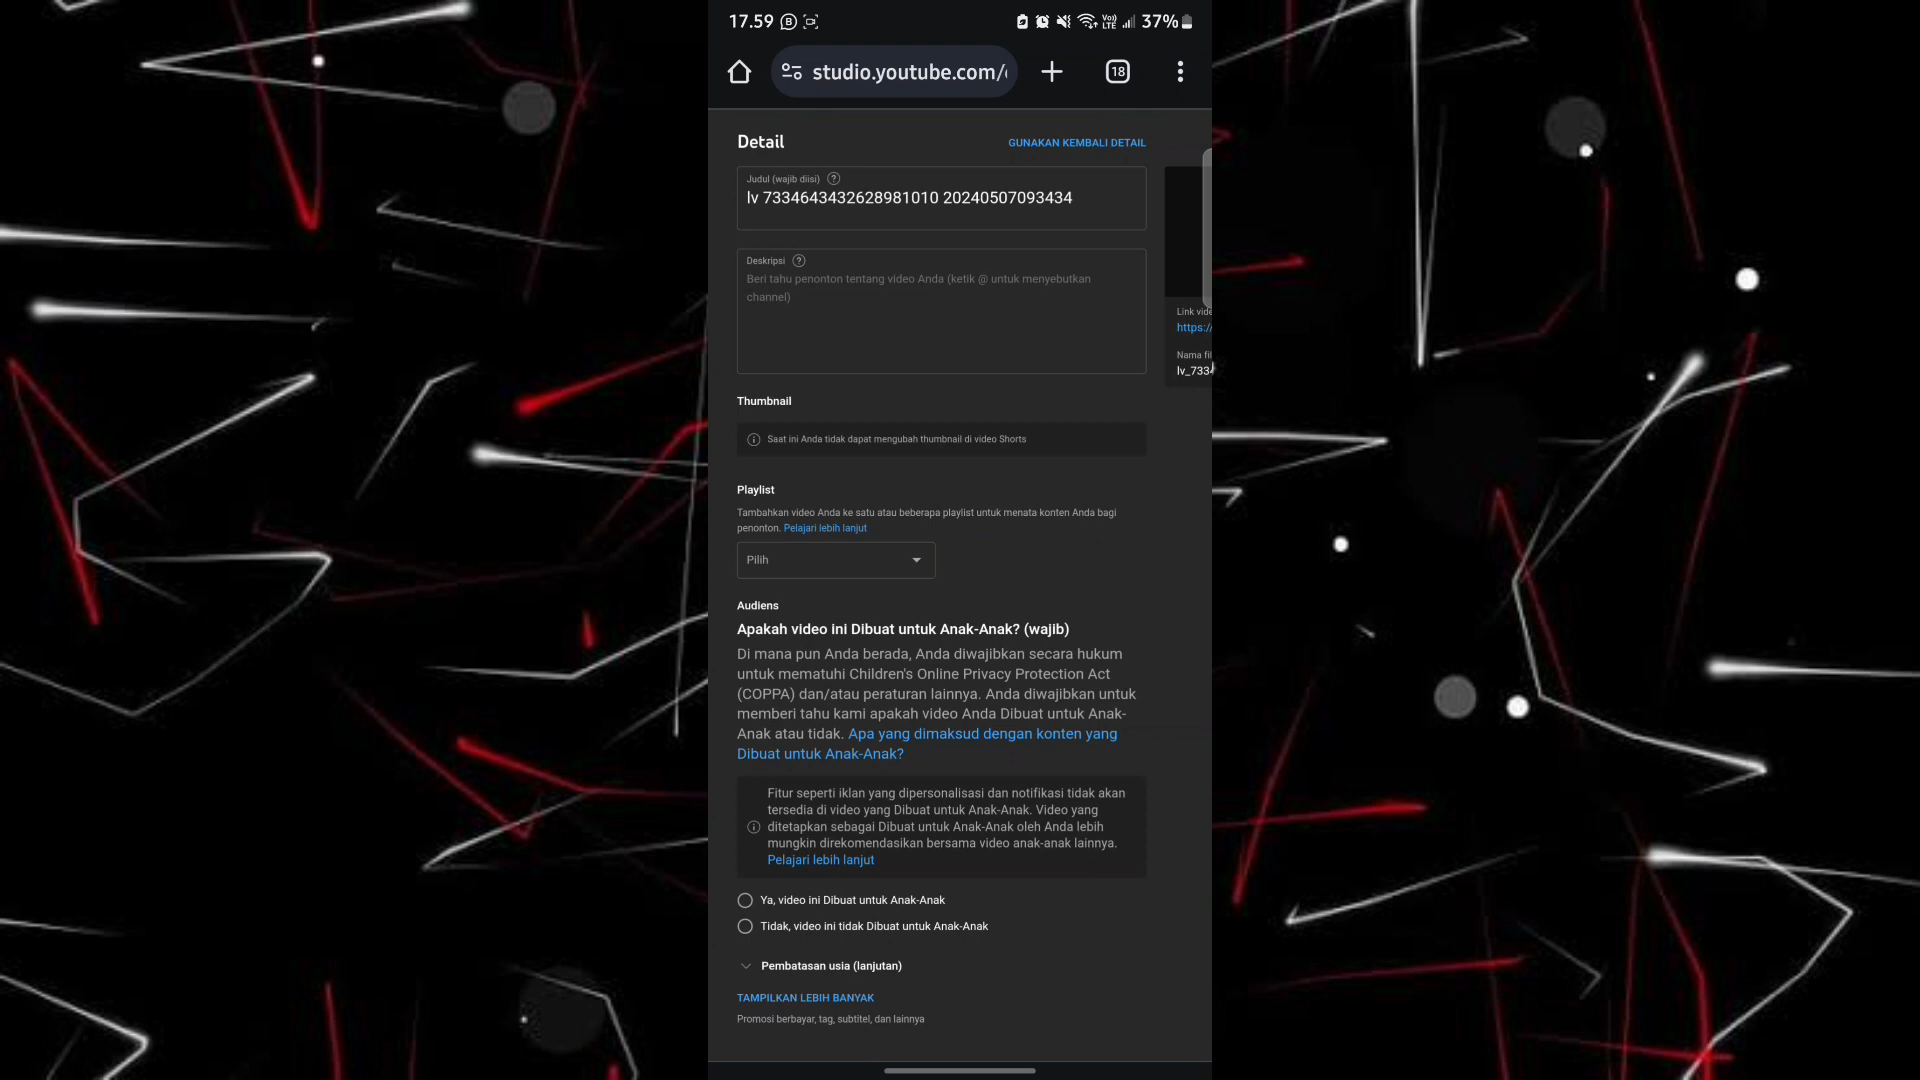 17.59
37%
studio.youtube.com/
18
Detail
GUNAKAN KEMBALI DETAIL
Judul (wajib diisi)
lv 7334643432628981010 20240507093434
Deskripsi
Beri tahu penonton tentang video Anda (ketik @ untuk menyebutkan
channel)
Link vide
https://
Nama fil
lv_7334
Thumbnail
Saat ini Anda tidak dapat mengubah thumbnail di video Shorts
Playlist
Tambahkan video Anda ke satu atau beberapa playlist untuk menata konten Anda bagi
penonton. Pelajari lebih lanjut
Pilih
Audiens
Apakah video ini Dibuat untuk Anak-Anak? (wajib)
Di mana pun Anda berada, Anda diwajibkan secara hukum
untuk mematuhi Children's Online Privacy Protection Act
(COPPA) dan/atau peraturan lainnya. Anda diwajibkan untuk
memberi tahu kami apakah video Anda Dibuat untuk Anak-
Anak atau tidak. Apa yang dimaksud dengan konten yang
Dibuat untuk Anak-Anak?
Fitur seperti iklan yang dipersonalisasi dan notifikasi tidak akan
tersedia di video yang Dibuat untuk Anak-Anak. Video yang
ditetapkan sebagai Dibuat untuk Anak-Anak oleh Anda lebih
mungkin direkomendasikan bersama video anak-anak lainnya.
Pelajari lebih lanjut
Ya, video ini Dibuat untuk Anak-Anak
Tidak, video ini tidak Dibuat untuk Anak-Anak
Pembatasan usia (lanjutan)
TAMPILKAN LEBIH BANYAK
Promosi berbayar, tag, subtitel, dan lainnya